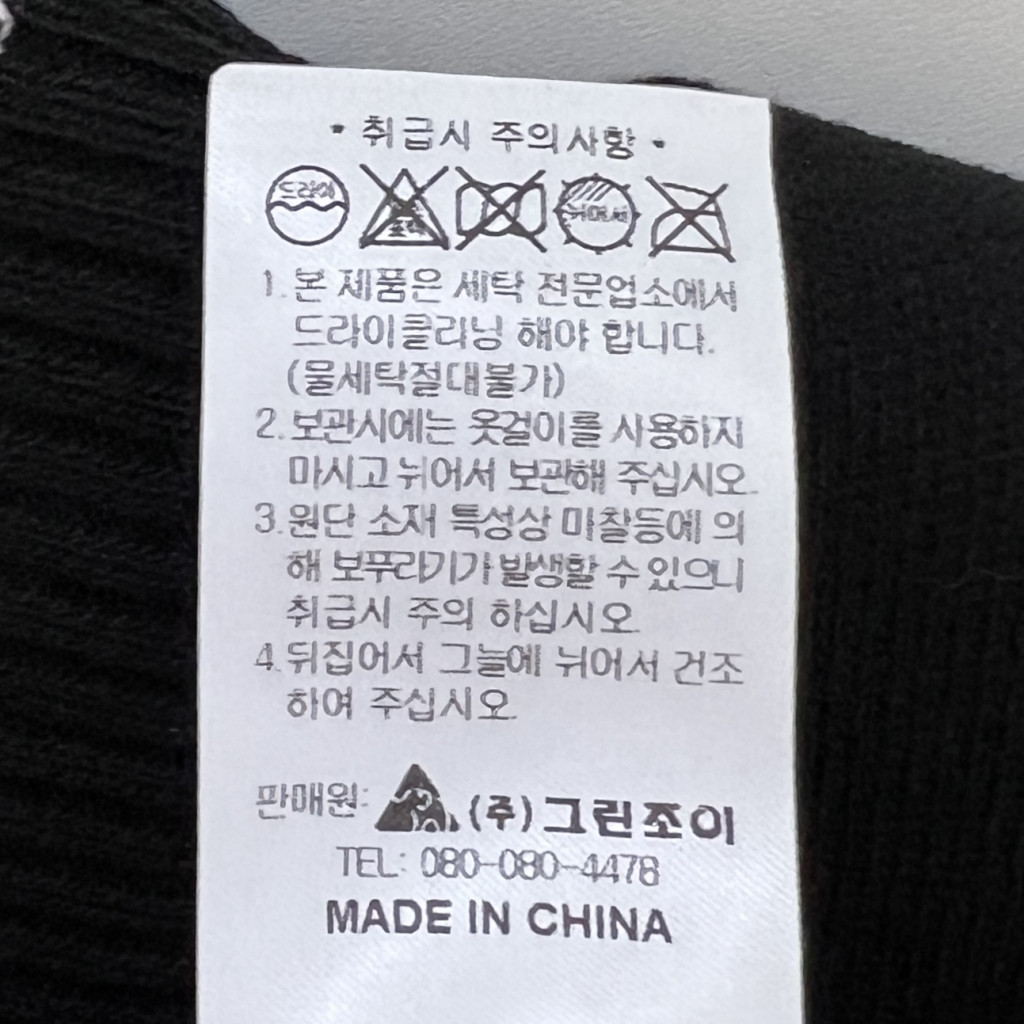 • 취급시 주의사항 •
드라이
표백
뉘어서
1. 본 제품은 세탁 전문업소에서
드라이클리닝 해야 합니다.
(물세탁절대불가)
2. 보관시에는 옷걸이를 사용하지
마시고 뉘어서 보관해 주십시오.
3. 원단 소재 특성상 마찰등에 의
해 보푸라기가 발생할 수 있으니
취급시 주의 하십시오.
4. 뒤집어서 그늘에 뉘어서 건조
하여 주십시오.
판매원: (주)그린조이
TEL: 080-080-4478
MADE IN CHINA